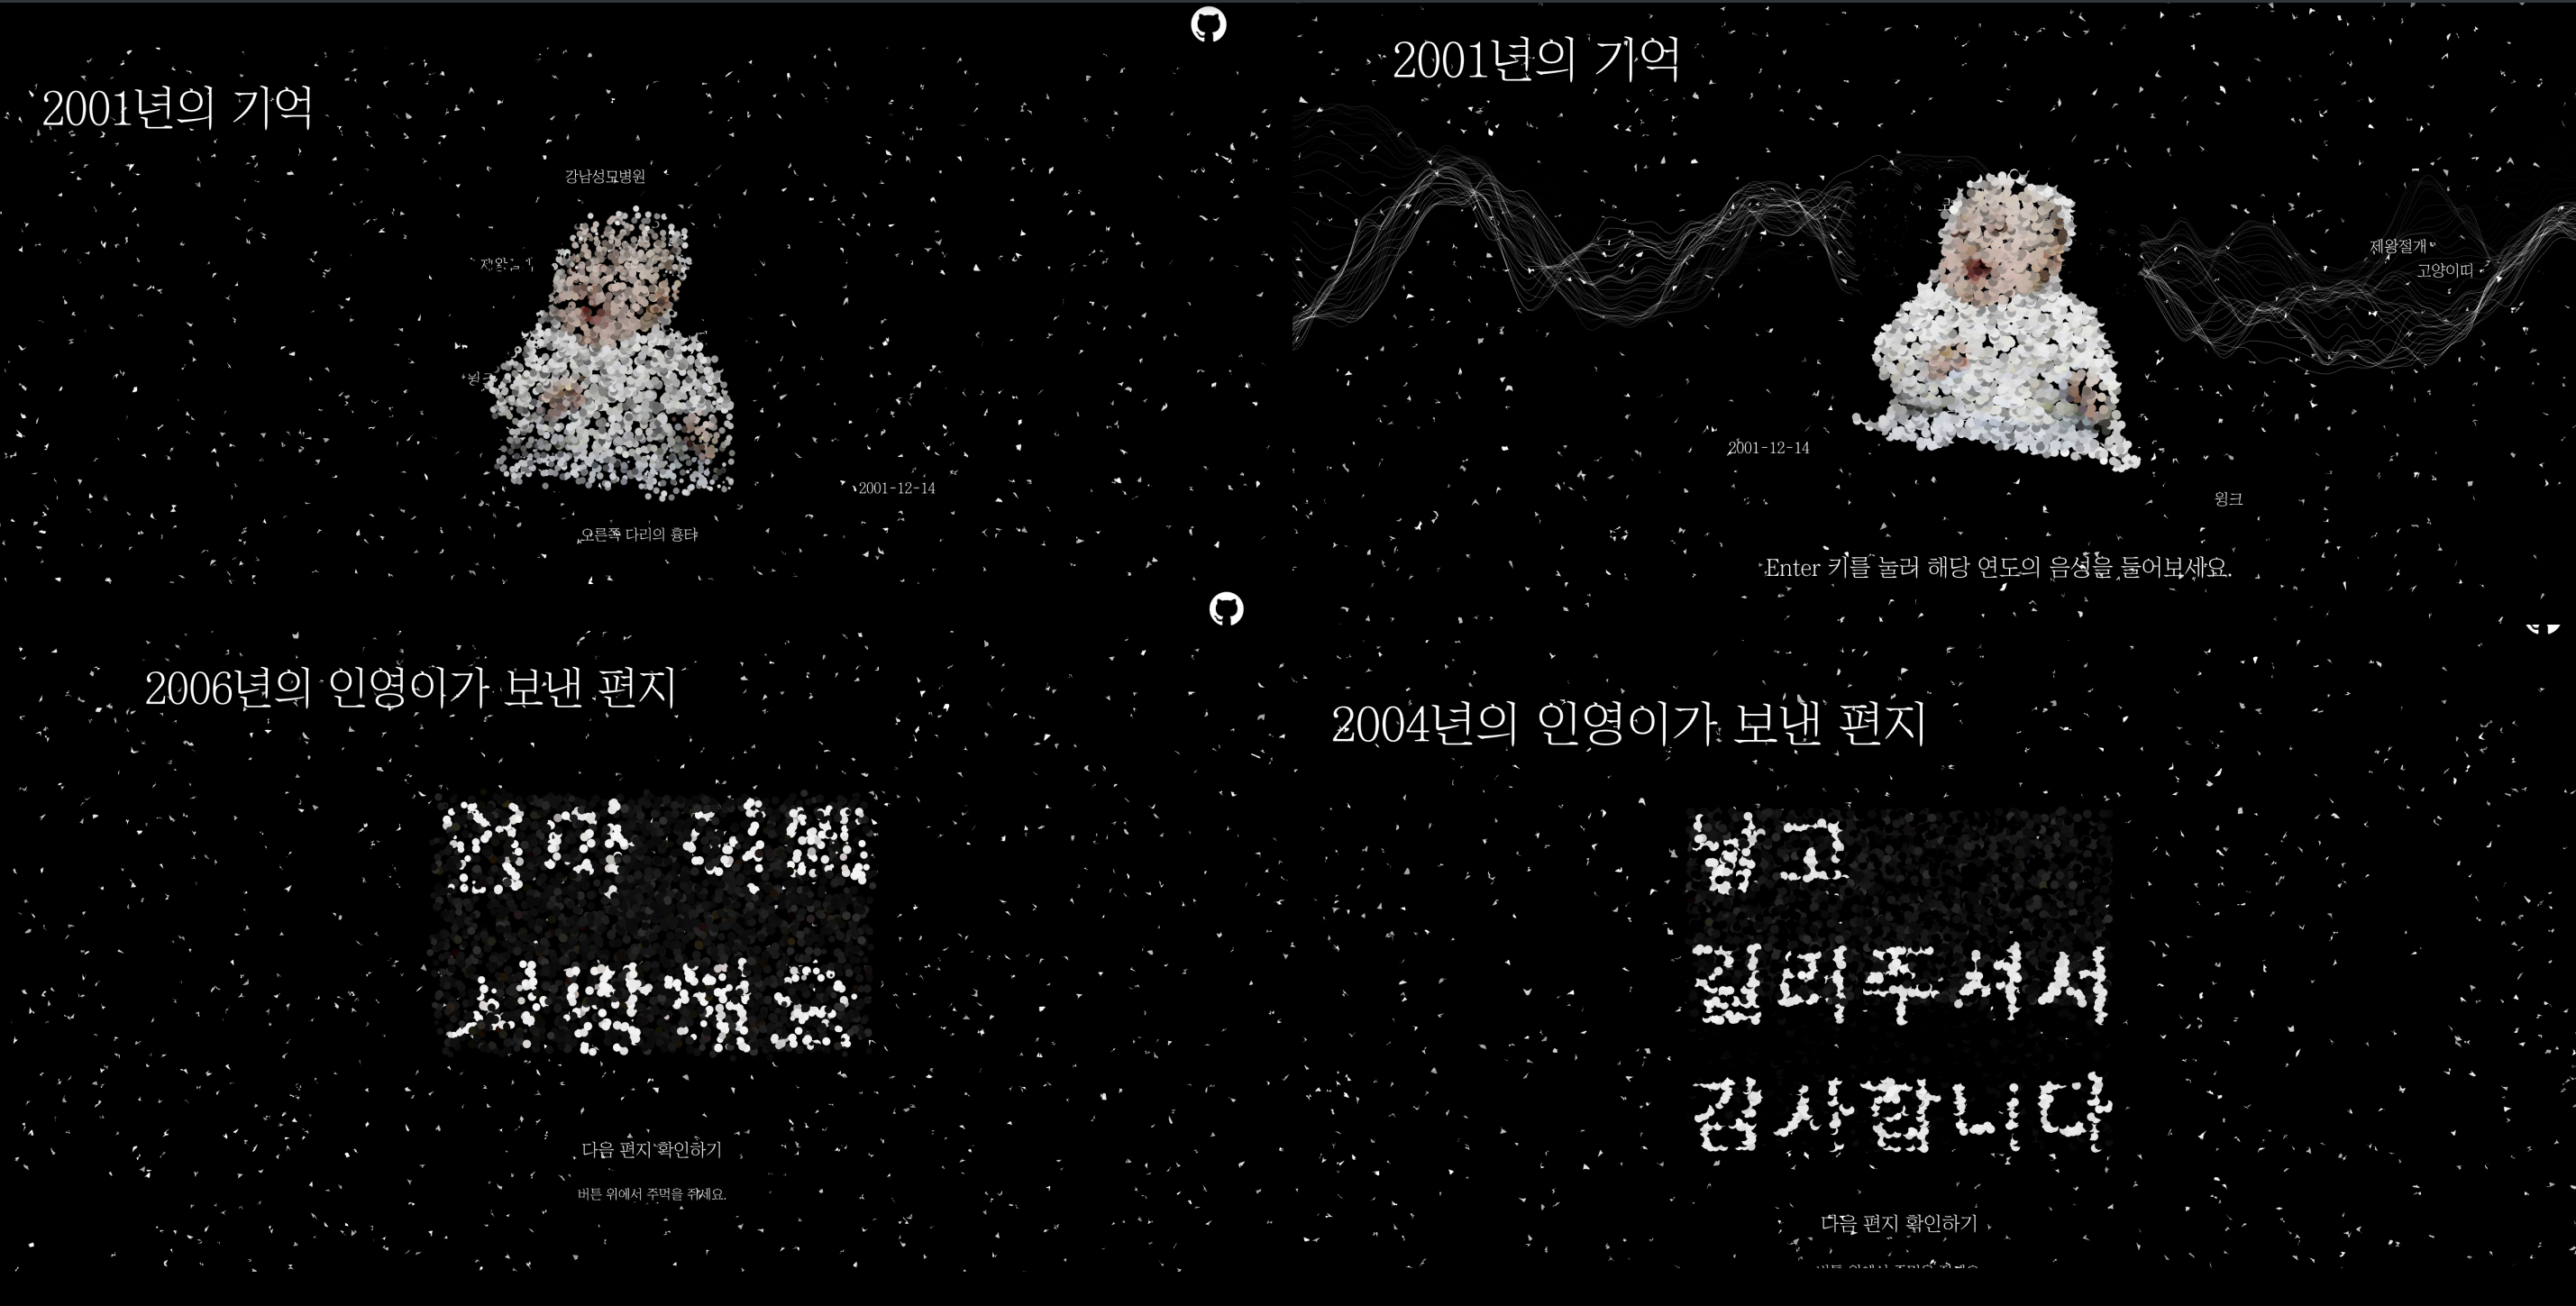 2001년의 기억
강남성모병원
2001-12-14
오른쪽 다리의 흉터
2001년의 기억
제왕절개
고양이띠
2001-12-14
윙크
Enter 키를 눌러 해당 연도의 음성을 들어보세요.
2006년의 인영이가 보낸 편지
엄마 아빠
사랑해요
다음 편지 확인하기
버튼 위에서 주먹을 쥐세요.
2004년의 인영이가 보낸 편지
낳고
길러주셔서
감사합니다
다음 편지 확인하기